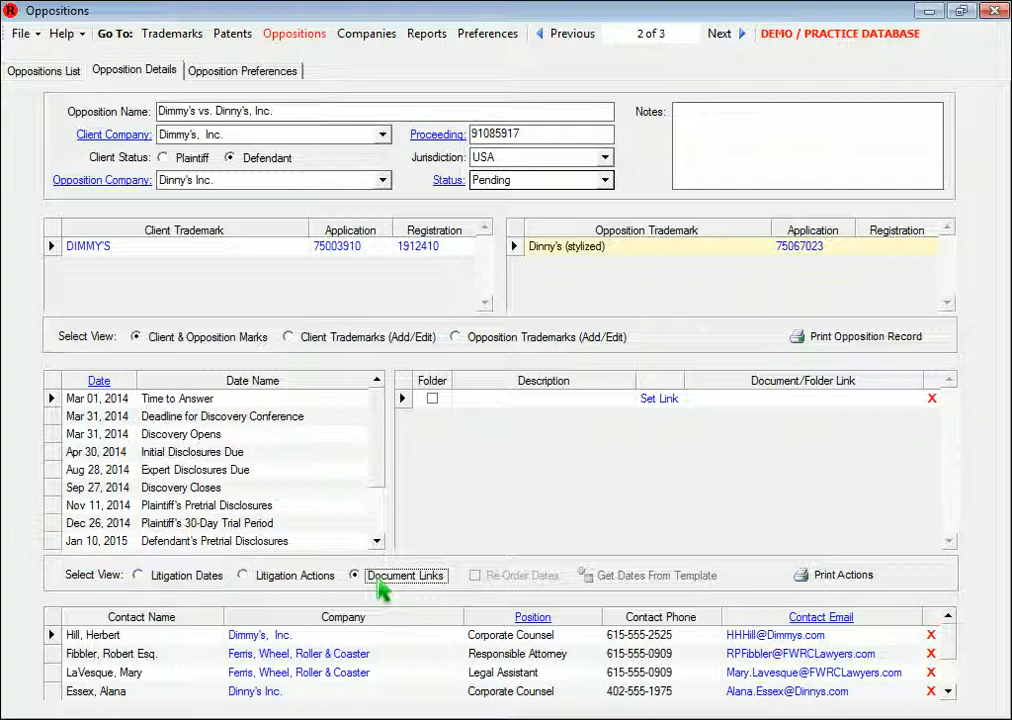 R Oppositions
File Help Go To: Trademarks Patents Oppositions Companies Reports Preferences Previous 2 of 3 Next DEMO / PRACTICE DATABASE
Oppositions List Opposition Details Opposition Preferences
Opposition Name: Dimmy's vs. Dinny's, Inc. Notes:
Client Company: Dimmy's, Inc. Proceeding: 91085917
Client Status: Plaintiff Defendant Jurisdiction: USA
Opposition Company: Dinny's Inc. Status: Pending
Client Trademark Application Registration Opposition Trademark Application Registration
DIMMY'S 75003910 1912410 Dinny's (stylized) 75067023
Select View: Client & Opposition Marks Client Trademarks (Add/Edit) Opposition Trademarks (Add/Edit) Print Opposition Record
Date Date Name Folder Description Document/Folder Link
Mar 01, 2014 Time to Answer Set Link X
Mar 31, 2014 Deadline for Discovery Conference
Mar 31, 2014 Discovery Opens
Apr 30, 2014 Initial Disclosures Due
Aug 28, 2014 Expert Disclosures Due
Sep 27, 2014 Discovery Closes
Nov 11, 2014 Plaintiff's Pretrial Disclosures
Dec 26, 2014 Plaintiff's 30-Day Trial Period
Jan 10, 2015 Defendant's Pretrial Disclosures
Select View: Litigation Dates Litigation Actions Document Links Re-Order Dates Get Dates From Template Print Actions
Contact Name Company Position Contact Phone Contact Email
Hill, Herbert Dimmy's, Inc. Corporate Counsel 615-555-2525 HHHill@Dimmys.com X
Fibbler, Robert Esq. Ferris, Wheel, Roller & Coaster Responsible Attorney 615-555-0909 RPFibbler@FWRCLawyers.com X
LaVesque, Mary Ferris, Wheel, Roller & Coaster Legal Assistant 615-555-0909 Mary.Lavesque@FWRCLawyers.com X
Essex, Alana Dinny's Inc. Corporate Counsel 402-555-1975 Alana.Essex@Dinnys.com X